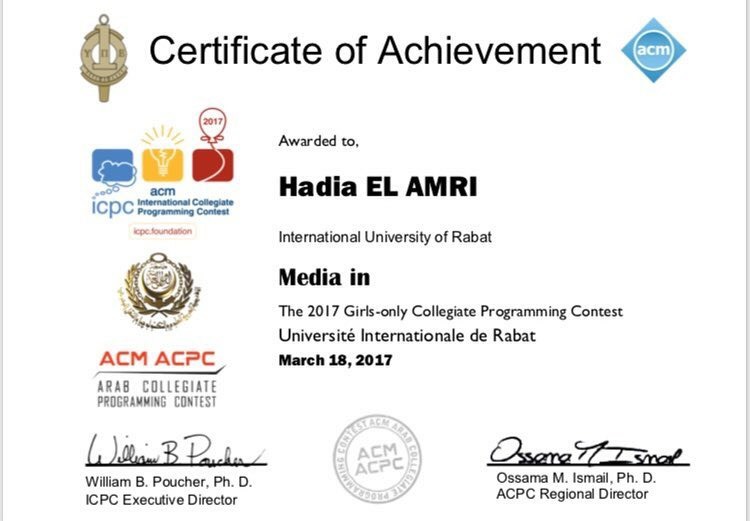 Certificate of Achievement
acm
2017
acm
icpc International Collegiate
Programming Contest
icpc.foundation
Awarded to,
Hadia EL AMRI
International University of Rabat
Media in
The 2017 Girls-only Collegiate Programming Contest
Université Internationale de Rabat
March 18, 2017
ACM ACPC
ARAB COLLEGIATE
PROGRAMMING CONTEST
William B Poucher
William B. Poucher, Ph. D.
ICPC Executive Director
ACM ARAB COLLEGIATE PROGRAMMING CONTEST
ACM
ACPC
Ossama M Ismail
Ossama M. Ismail, Ph. D.
ACPC Regional Director